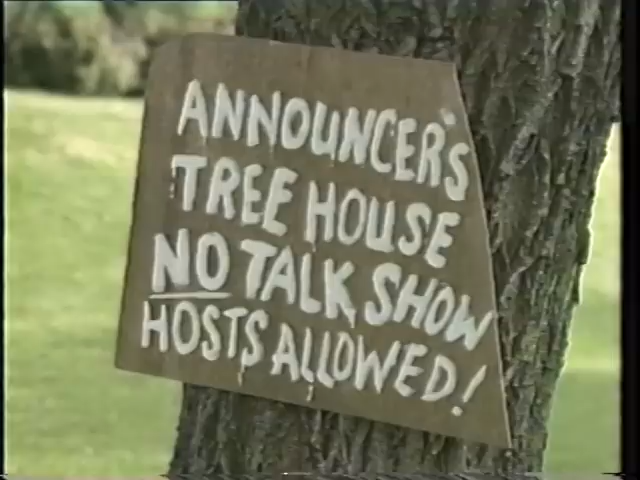 ANNOUNCER'S
TREE HOUSE
NO TALK SHOW
HOSTS ALLOWED!